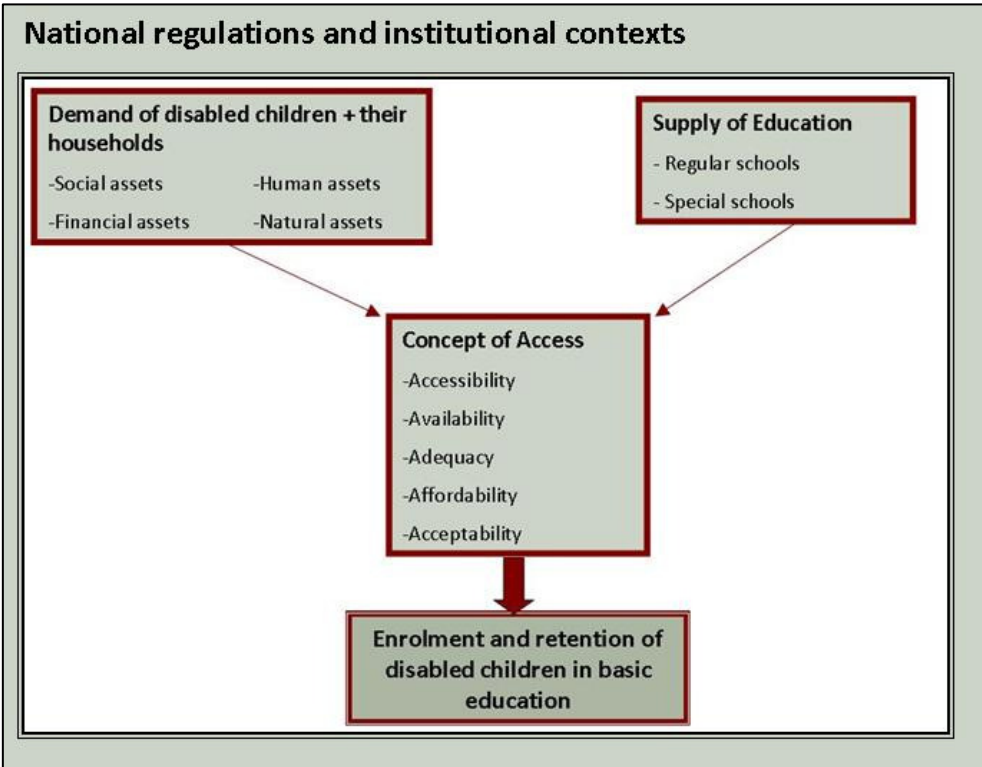 National regulations and institutional contexts
Demand of disabled children + their
households
-Social assets
-Human assets
-Financial assets
-Natural assets
Supply of Education
- Regular schools
- Special schools
Concept of Access
-Accessibility
-Availability
-Adequacy
-Affordability
-Acceptability
Enrolment and retention of
disabled children in basic
education